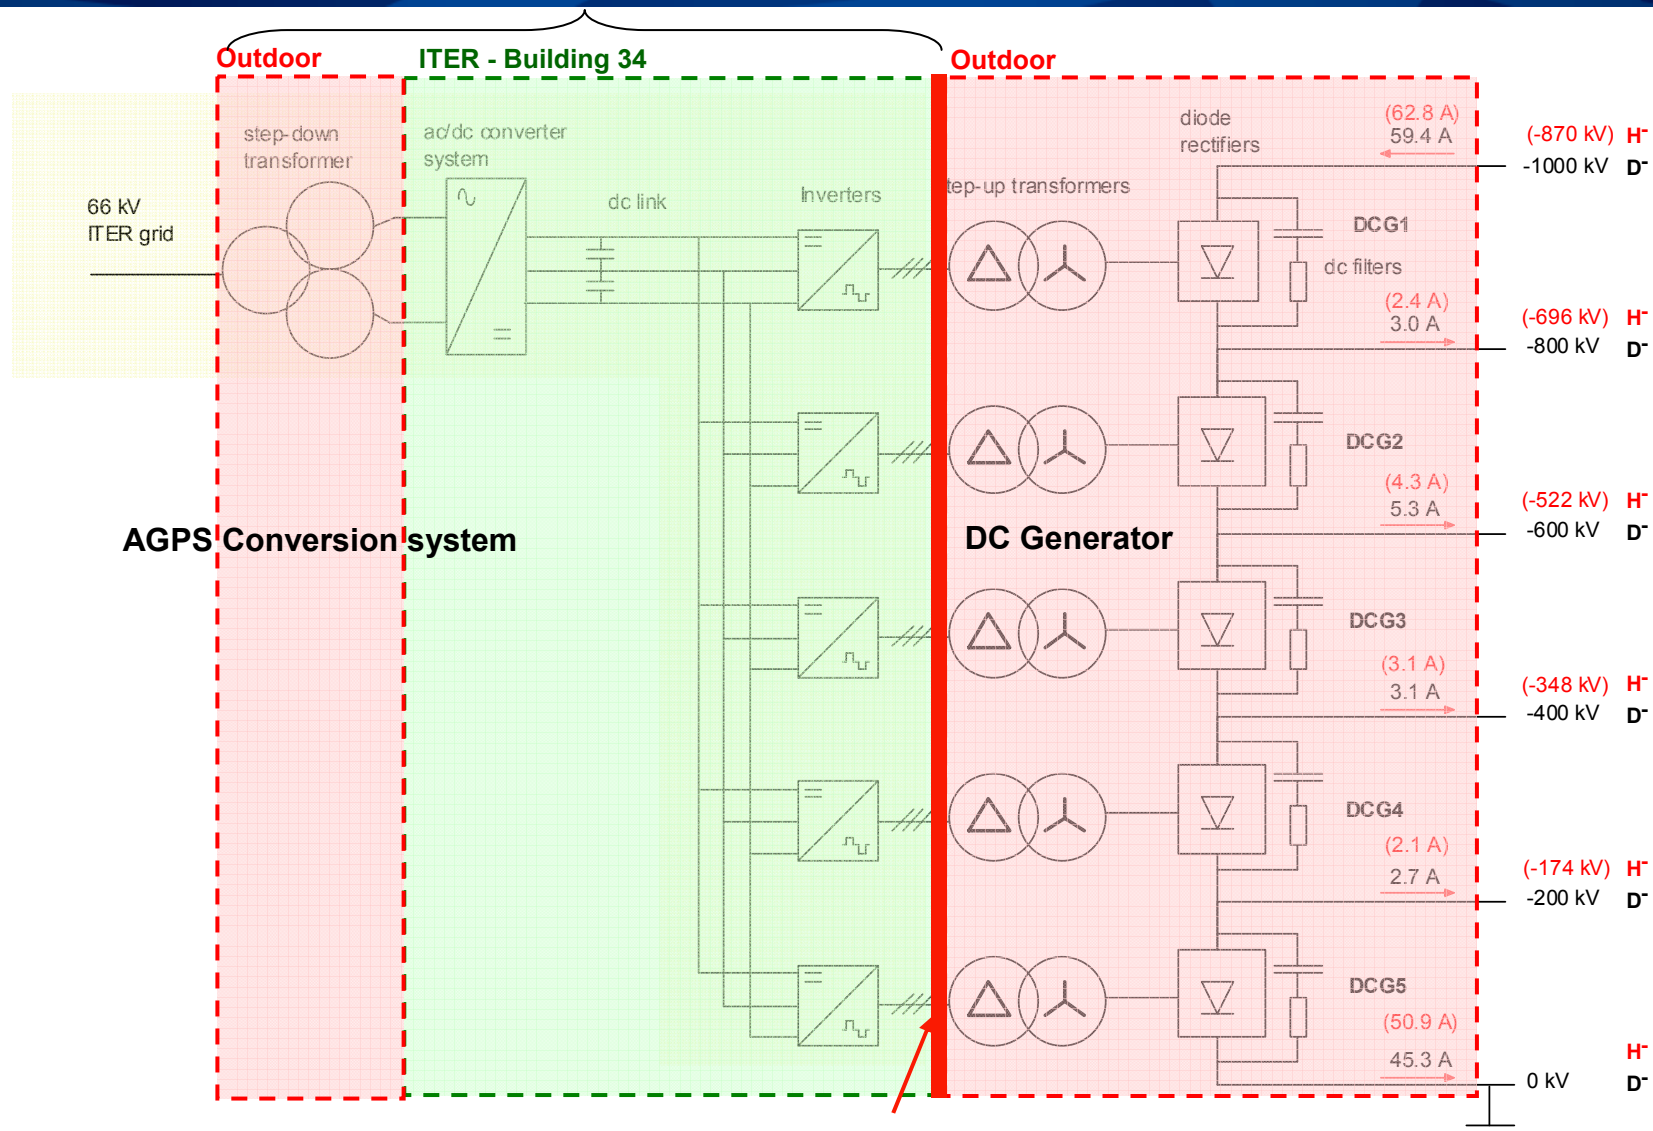 Outdoor
ITER - Building 34
Outdoor
step-down
transformer
ac/dc converter
system
dc link
Inverters
tep-up transformers
diode
rectifiers
(62.8 A)
59.4 A
(-870 kV) H-
-1000 kV D-
66 kV
ITER grid
DCG1
dc filters
(2.4 A)
3.0 A
(-696 kV) H-
-800 kV D-
DCG2
(4.3 A)
5.3 A
(-522 kV) H-
-600 kV D-
AGPS Conversion system
DC Generator
DCG3
(3.1 A)
3.1 A
(-348 kV) H-
-400 kV D-
DCG4
(2.1 A)
2.7 A
(-174 kV) H-
-200 kV D-
DCG5
(50.9 A)
45.3 A
H-
0 kV D-